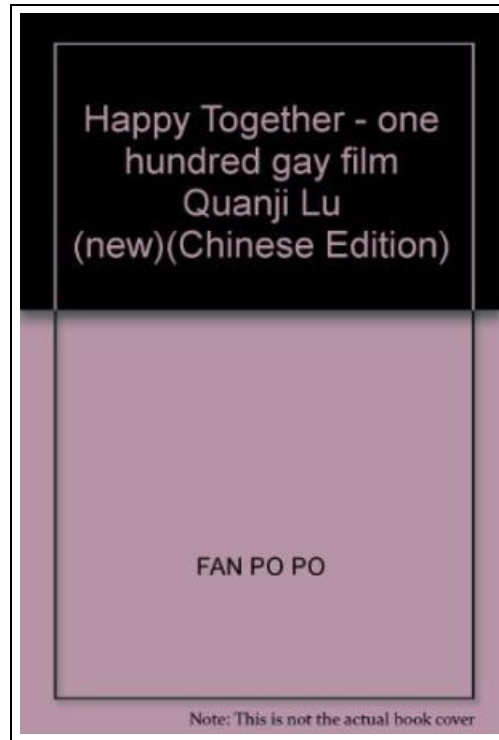 Happy Together - one
hundred gay film
Quanji Lu
(new)(Chinese Edition)
FAN PO PO
Note: This is not the actual book cover